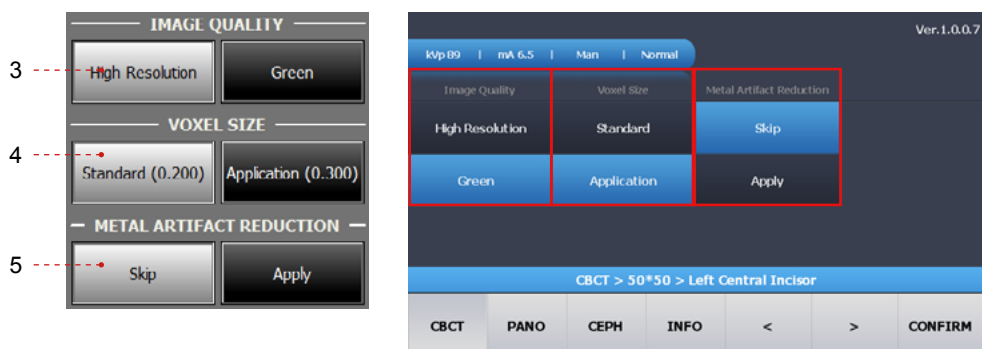 IMAGE QUALITY
3
High Resolution
Green
VOXEL SIZE
4
Standard (0.200)
Application (0.300)
METAL ARTIFACT REDUCTION
5
Skip
Apply
Ver.1.0.0.7
kVp 89 | mA 6.5 | Man | Normal
Image Quality
Voxel Size
Metal Artifact Reduction
High Resolution
Standard
Skip
Green
Application
Apply
CBCT > 50*50 > Left Central Incisor
CBCT PANO CEPH INFO < > CONFIRM